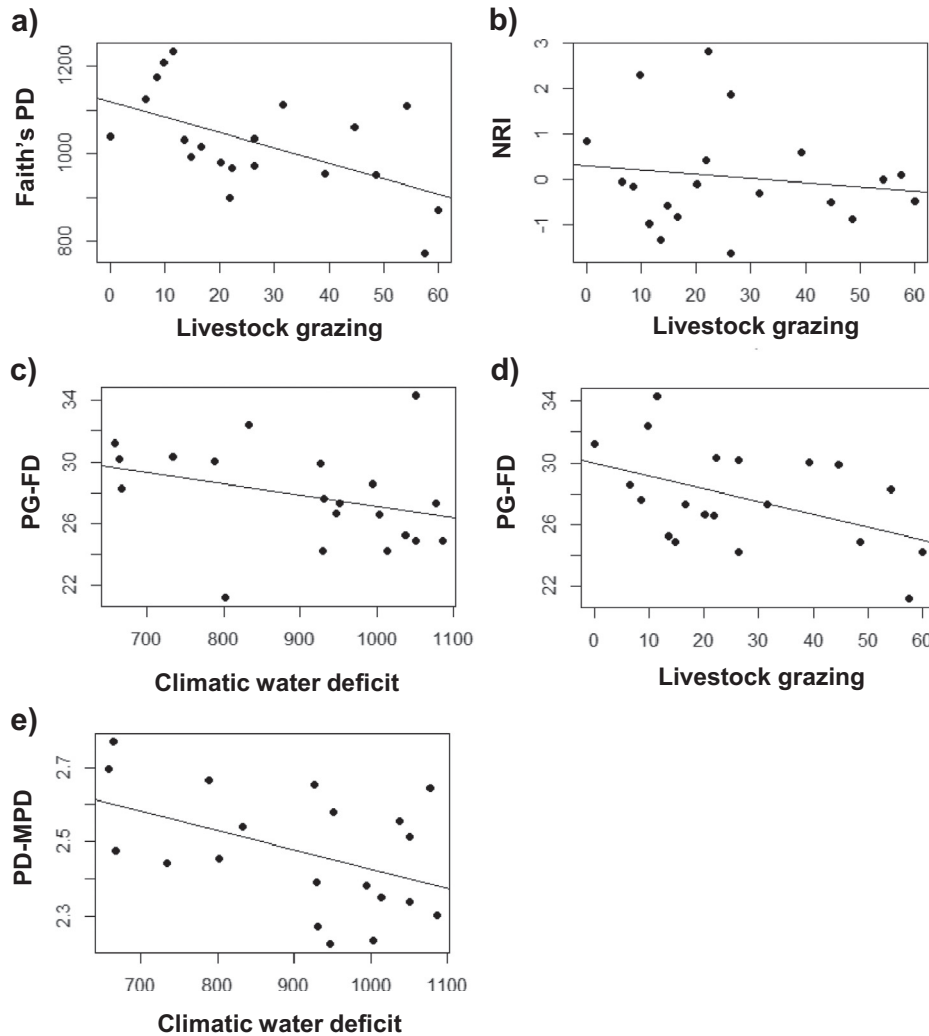 a)
1200
1000
800
Faith's PD
0 10 20 30 40 50 60
Livestock grazing
b)
3
2
1
0
-1
NRI
0 10 20 30 40 50 60
Livestock grazing
c)
34
30
26
22
PG-FD
700 800 900 1000 1100
Climatic water deficit
d)
34
30
26
22
PG-FD
0 10 20 30 40 50 60
Livestock grazing
e)
2.7
2.5
2.3
PD-MPD
700 800 900 1000 1100
Climatic water deficit